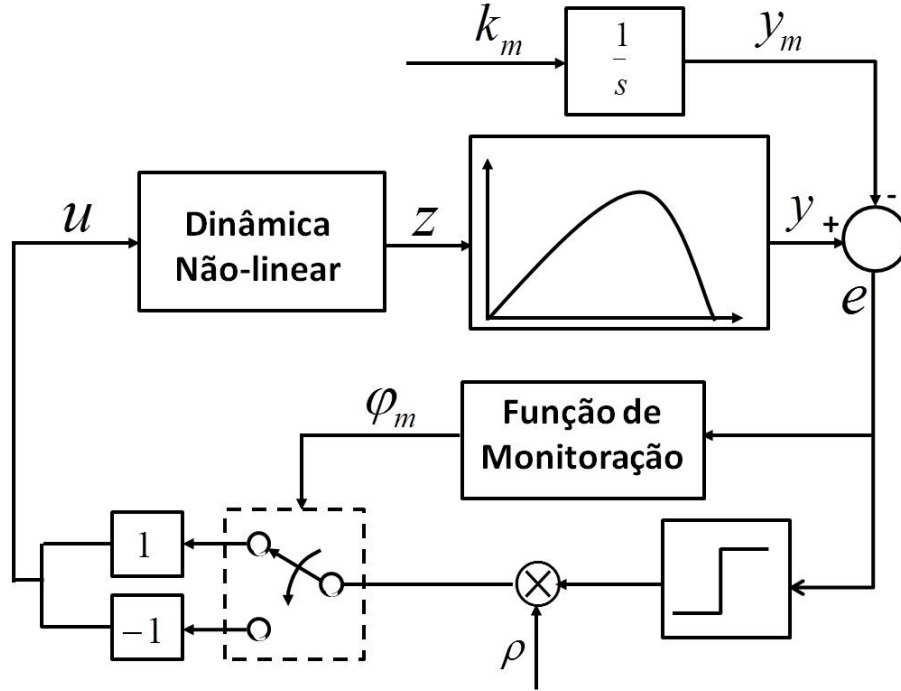 k_m
1
s
y_m
u
Dinâmica
Não-linear
z
y
+
-
e
φ_m
Função de
Monitoração
1
-1
ρ